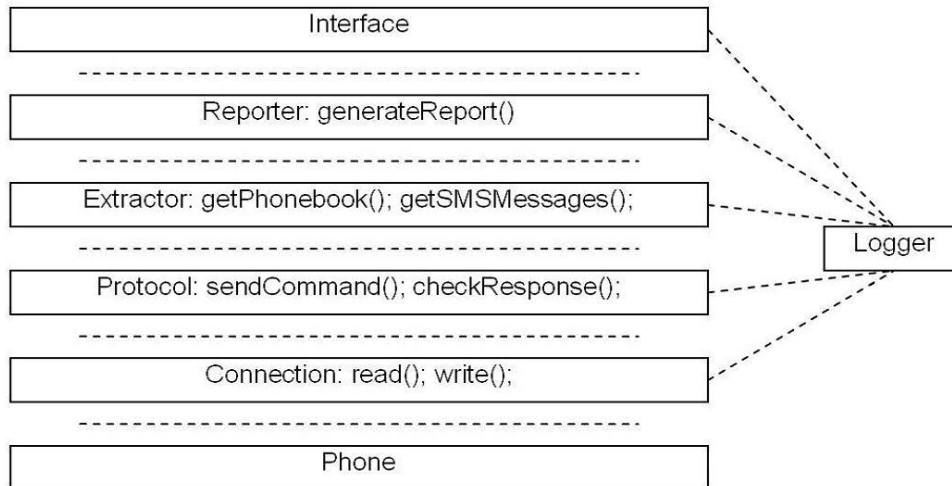 Interface
Reporter: generateReport()
Extractor: getPhonebook(); getSMSMessages();
Logger
Protocol: sendCommand(); checkResponse();
Connection: read(); write();
Phone